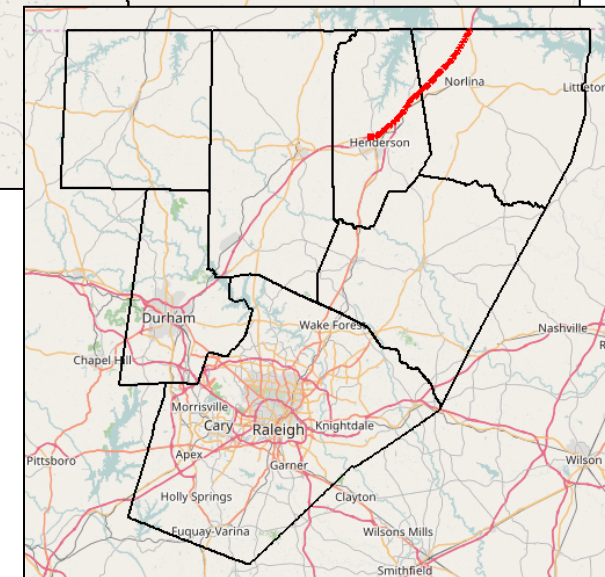 Norlina
Littleto
Henderson
Durham
Wake Forest
Nashville
Chapel Hill
R
Morrisville
Cary
Raleigh
Knightdale
Apex
Pittsboro
Garner
Wilson
Holly Springs
Clayton
Fuquay-Varina
Wilsons Mills
Smithfield